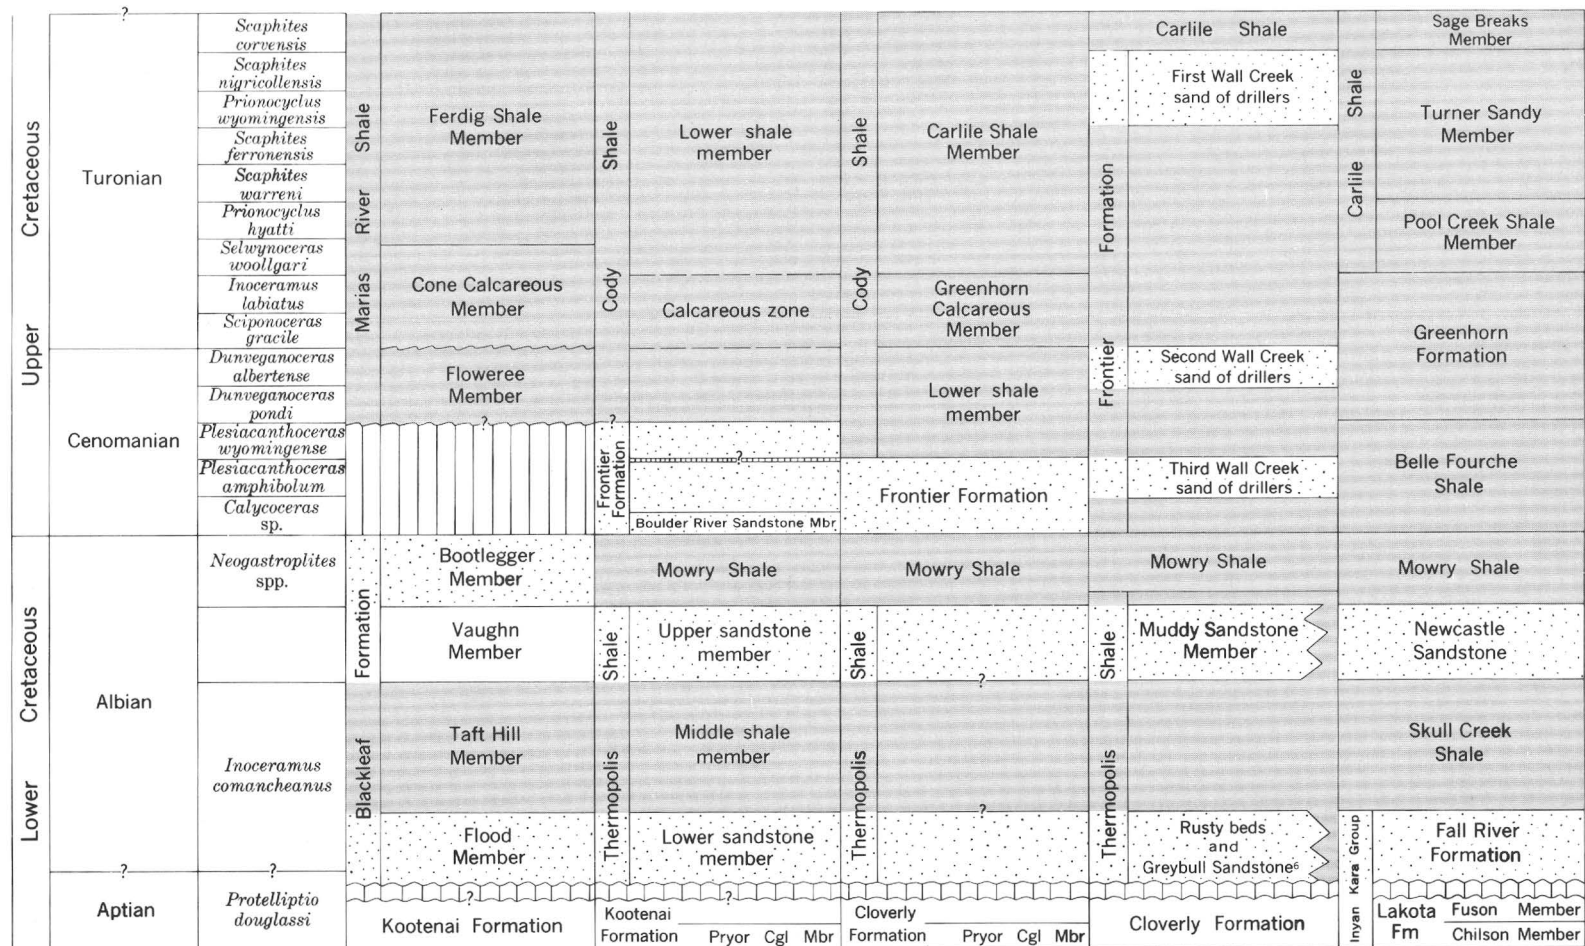 ?
Upper Cretaceous
Lower Cretaceous
Turonian
Cenomanian
Albian
?
Aptian
Scaphites
corvensis
Scaphites
nigricollensis
Prionocyclus
wyomingensis
Scaphites
ferronensis
Scaphites
warreni
Prionocyclus
hyatti
Selwynoceras
woollgari
Inoceramus
labiatus
Sciponoceras
gracile
Dunveganoceras
albertense
Dunveganoceras
pondi
Plesiacanthoceras
wyomingense
Plesiacanthoceras
amphibolum
Calycoceras
sp.
Neogastroplites
spp.
Inoceramus
comancheanus
?
Protelliptio
douglassi
Marias River Shale
Ferdig Shale
Member
Cone Calcareous
Member
Floweree
Member
?
Blackleaf Formation
Bootlegger
Member
Vaughn
Member
Taft Hill
Member
Flood
Member
?
Kootenai Formation
Cody Shale
Lower shale
member
Calcareous zone
?
Frontier
Formation
?
Boulder River Sandstone Mbr
Mowry Shale
Thermopolis Shale
Upper sandstone
member
Middle shale
member
Lower sandstone
member
?
Kootenai
Formation
Pryor Cgl Mbr
Cody Shale
Carlile Shale
Member
Greenhorn
Calcareous
Member
Lower shale
member
Frontier Formation
Mowry Shale
Thermopolis Shale
?
?
Cloverly
Formation
Pryor Cgl Mbr
Carlile Shale
Frontier Formation
First Wall Creek
sand of drillers
Second Wall Creek
sand of drillers
Third Wall Creek
sand of drillers
Mowry Shale
Thermopolis Shale
Muddy Sandstone
Member
Rusty beds
and
Greybull Sandstone⁶
Cloverly Formation
Carlile Shale
Sage Breaks
Member
Turner Sandy
Member
Pool Creek Shale
Member
Greenhorn
Formation
Belle Fourche
Shale
Mowry Shale
Newcastle
Sandstone
Skull Creek
Shale
Inyan Kara Group
Fall River
Formation
Lakota
Fm
Fuson Member
Chilson Member